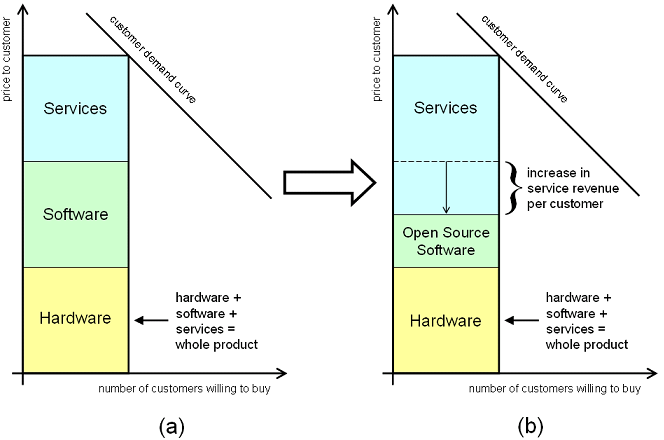 price to customer
customer demand curve
Services
Software
Hardware
hardware +
software +
services =
whole product
number of customers willing to buy
(a)
price to customer
customer demand curve
Services
increase in
service revenue
per customer
Open Source
Software
Hardware
hardware +
software +
services =
whole product
number of customers willing to buy
(b)